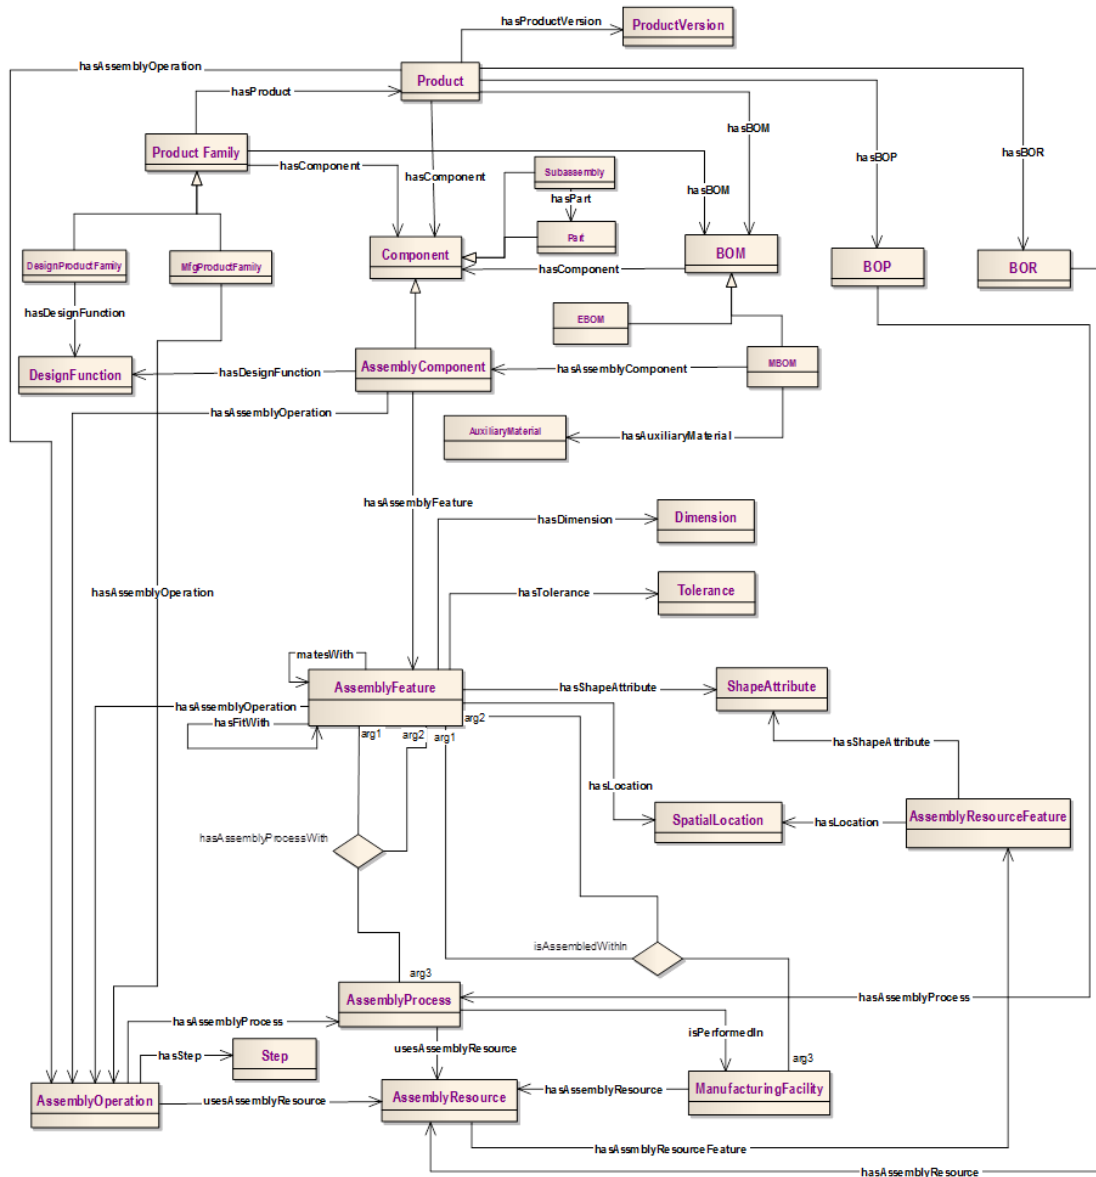 hasProductVersion
ProductVersion
hasAssemblyOperation
Product
hasProduct
hasBOM
hasBOP
hasBOR
Product Family
hasComponent
hasComponent
hasBOM
Subassembly
hasPart
Part
Component
hasComponent
BOM
BOP
BOR
DesignProductFamily
MfgProductFamily
hasDesignFunction
EBOM
DesignFunction
hasDesignFunction
AssemblyComponent
hasAssemblyComponent
MBOM
hasAssemblyOperation
AuxiliaryMaterial
hasAuxiliaryMaterial
hasAssemblyFeature
hasDimension
Dimension
hasAssemblyOperation
hasTolerance
Tolerance
matesWith
AssemblyFeature
hasShapeAttribute
ShapeAttribute
hasAssemblyOperation
hasFitWith
arg1
arg2
arg1
arg2
hasShapeAttribute
hasLocation
SpatialLocation
hasLocation
AssemblyResourceFeature
hasAssemblyProcessWith
isAssembledWithIn
arg3
AssemblyProcess
hasAssemblyProcess
hasAssemblyProcess
isPerformedIn
usesAssemblyResource
hasStep
Step
arg3
AssemblyOperation
usesAssemblyResource
AssemblyResource
hasAssemblyResource
ManufacturingFacility
hasAssmblyResourceFeature
hasAssemblyResource